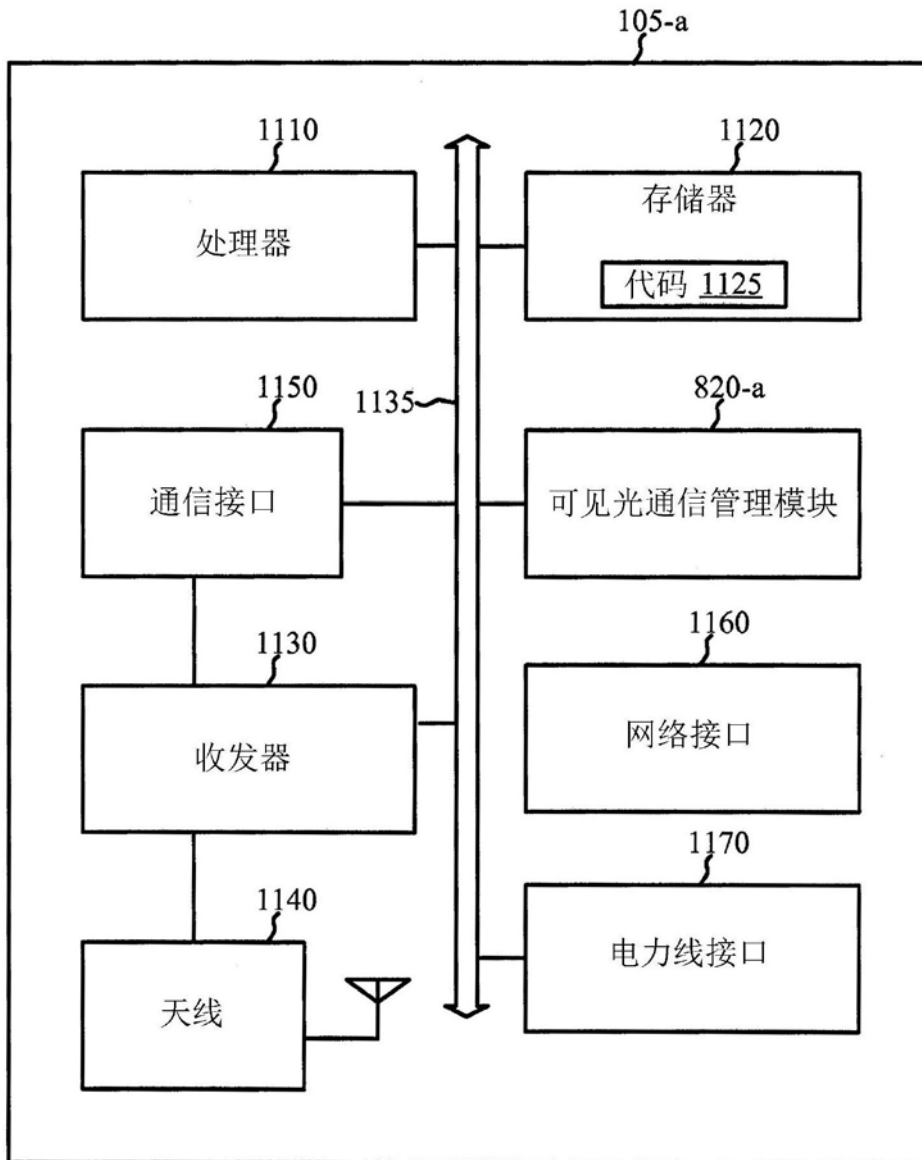 105-a
1110
处理器
1120
存储器
代码 1125
1135
1150
通信接口
820-a
可见光通信管理模块
1130
收发器
1160
网络接口
1140
天线
1170
电力线接口